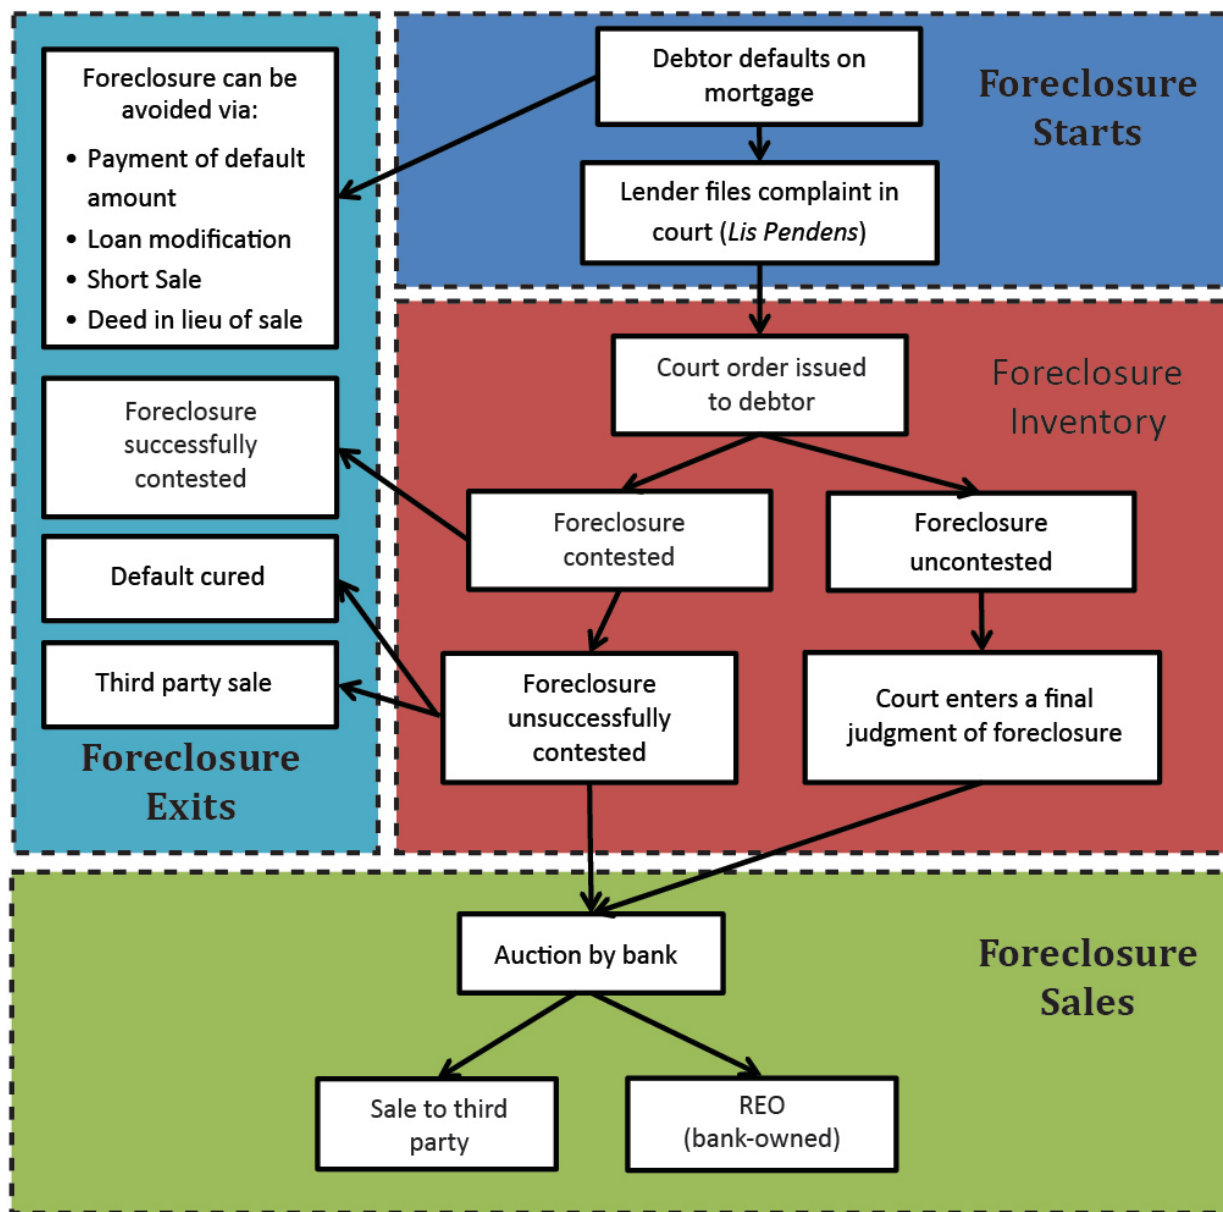 Foreclosure can be
avoided via:
• Payment of default
amount
• Loan modification
• Short Sale
• Deed in lieu of sale
Foreclosure
successfully
contested
Default cured
Third party sale
Foreclosure
Exits
Debtor defaults on
mortgage
Lender files complaint in
court (Lis Pendens)
Foreclosure
Starts
Court order issued
to debtor
Foreclosure
Inventory
Foreclosure
contested
Foreclosure
uncontested
Foreclosure
unsuccessfully
contested
Court enters a final
judgment of foreclosure
Auction by bank
Foreclosure
Sales
Sale to third
party
REO
(bank-owned)